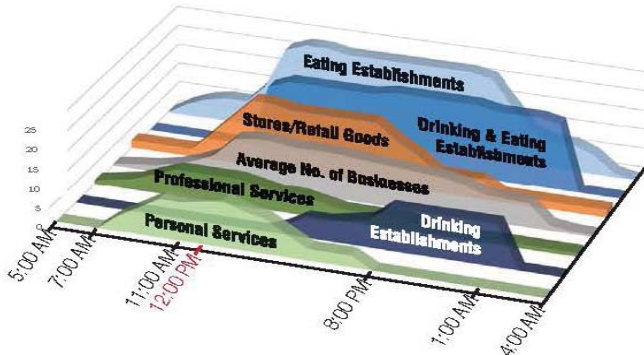 Eating Establishments
Drinking & Eating
Establishments
Stores/Retail Goods
Average No. of Businesses
Professional Services
Drinking
Establishments
Personal Services
25
20
15
10
5
0
5:00 AM
7:00 AM
11:00 AM
12:00 PM
8:00 PM
1:00 AM
4:00 AM